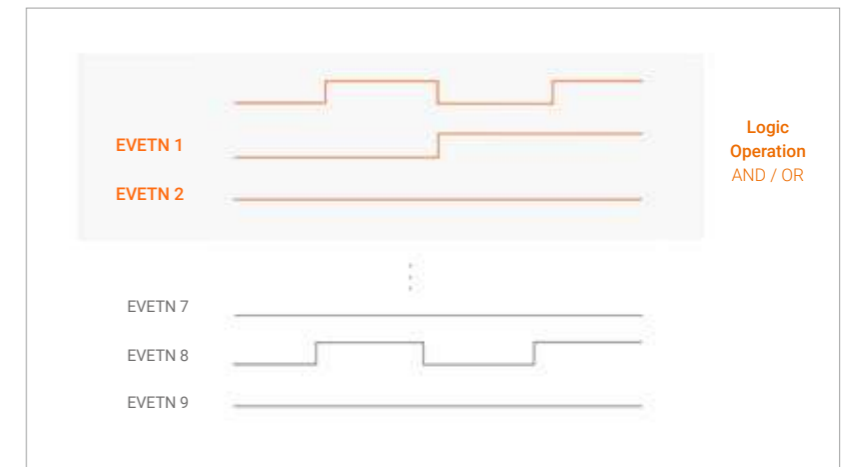 EVETN 1
EVETN 2
Logic
Operation
AND / OR
EVETN 7
EVETN 8
EVETN 9